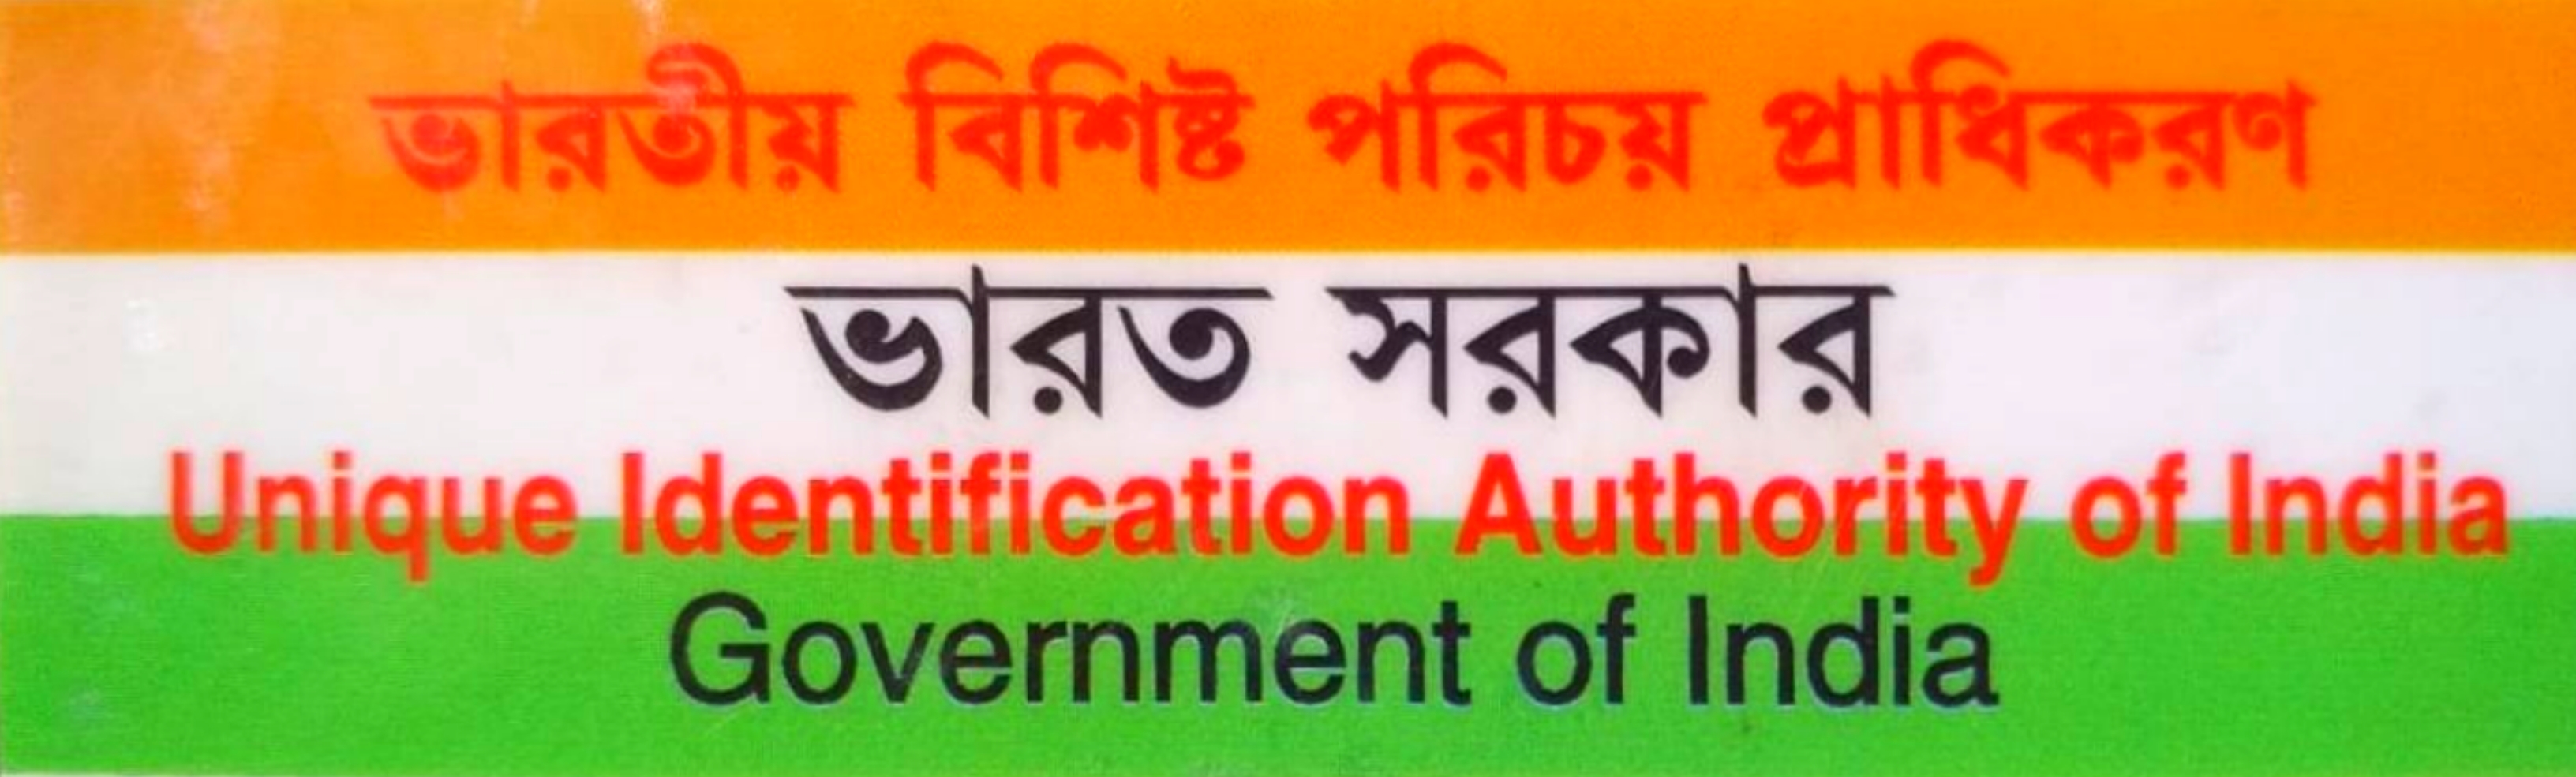 ভারতীয় বিশিষ্ট পরিচয় প্রাধিকরণ
ভারত সরকার
Unique Identification Authority of India
Government of India